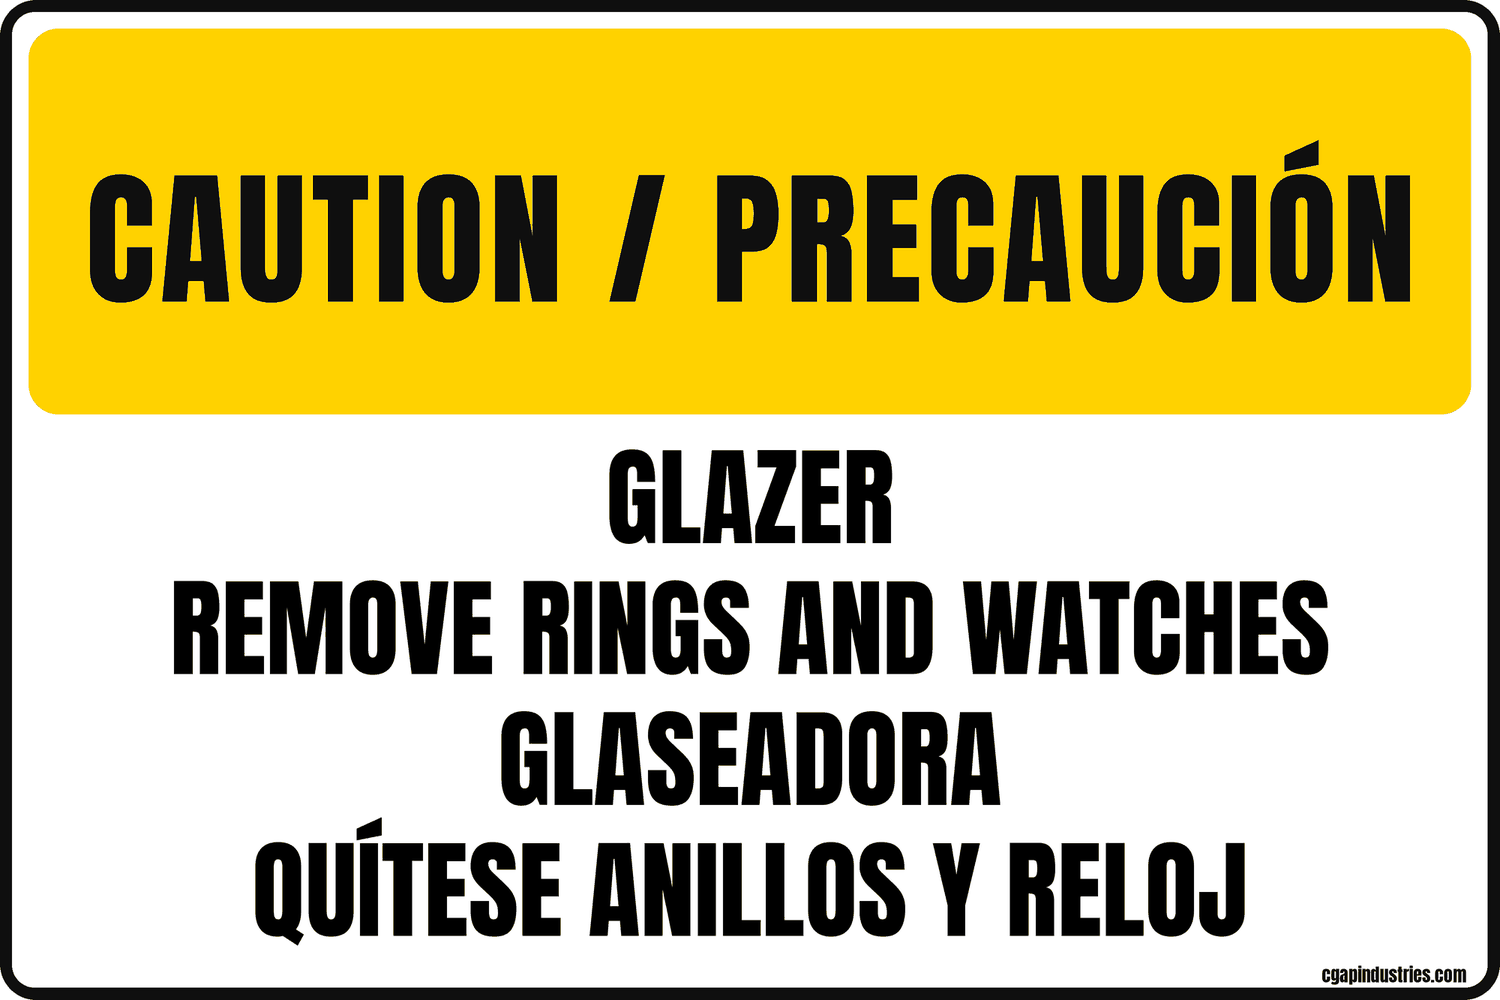 CAUTION / PRECAUCIÓN
GLAZER
REMOVE RINGS AND WATCHES
GLASEADORA
QUÍTESE ANILLOS Y RELOJ
cgapindustries.com